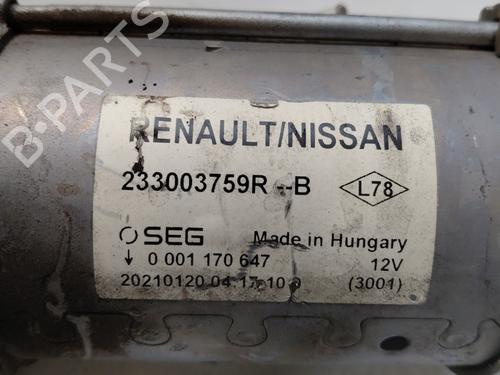 B-PARTS
RENAULT/NISSAN
233003759R --B
L78
SEG Made in Hungary
0 001 170 647 12V
20210120 04.17 10 (3001)